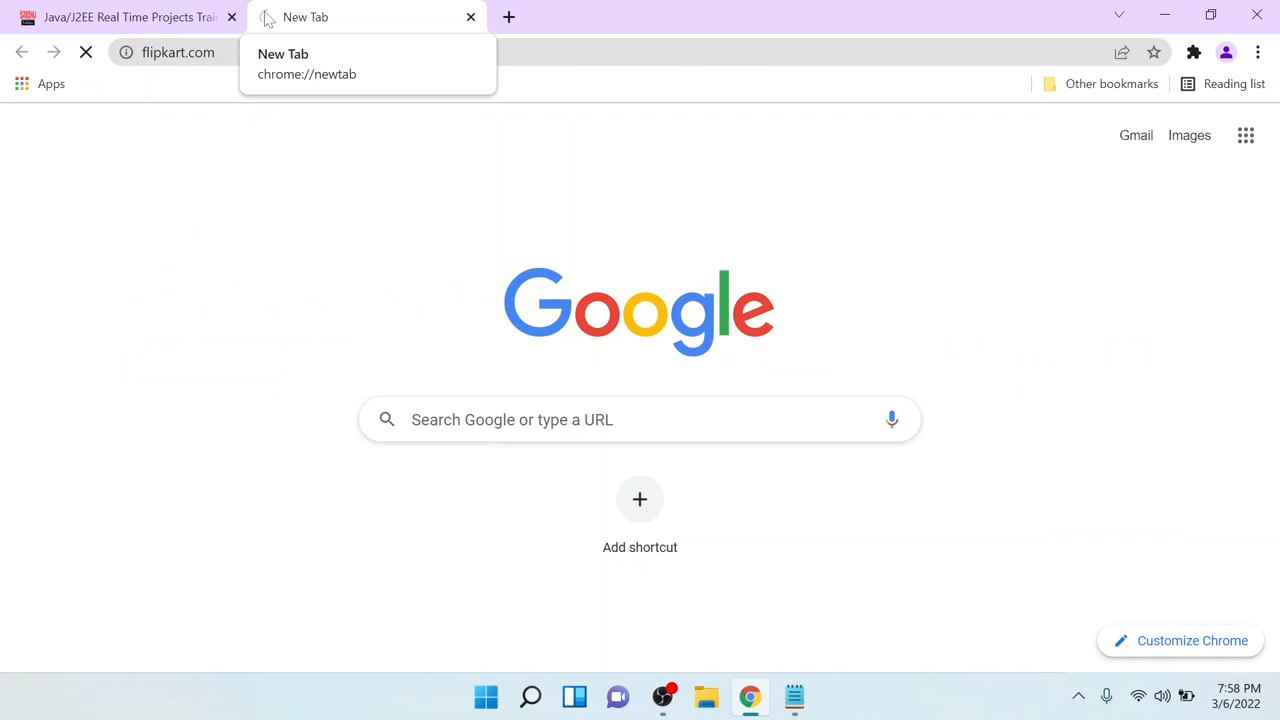 Java/J2EE Real Time Projects Trai
New Tab
flipkart.com
New Tab
chrome://newtab
Apps
Other bookmarks
Reading list
Gmail
Images
Google
Search Google or type a URL
Add shortcut
Customize Chrome
7:58 PM
3/6/2022